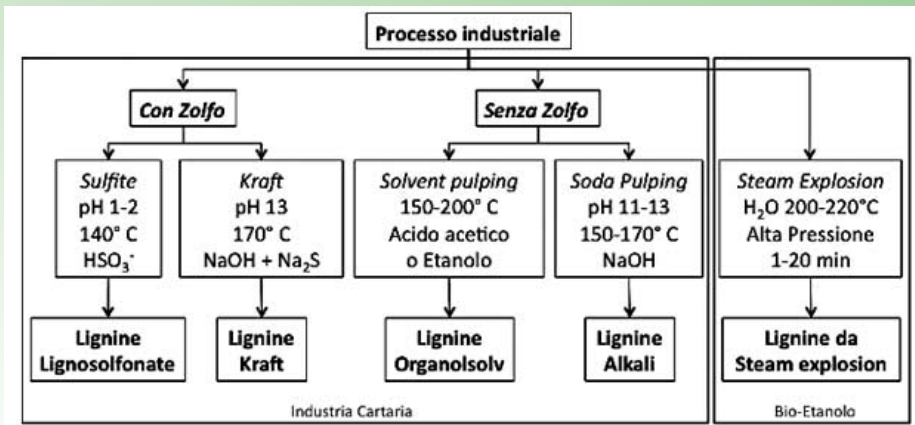 Processo industriale
Con Zolfo
Senza Zolfo
Sulfite
pH 1-2
140° C
HSO₃⁻
Kraft
pH 13
170° C
NaOH + Na₂S
Solvent pulping
150-200° C
Acido acetico
o Etanolo
Soda Pulping
pH 11-13
150-170° C
NaOH
Steam Explosion
H₂O 200-220°C
Alta Pressione
1-20 min
Lignine
Lignosolfonate
Lignine
Kraft
Lignine
Organolsolv
Lignine
Alkali
Lignine da
Steam explosion
Industria Cartaria
Bio-Etanolo